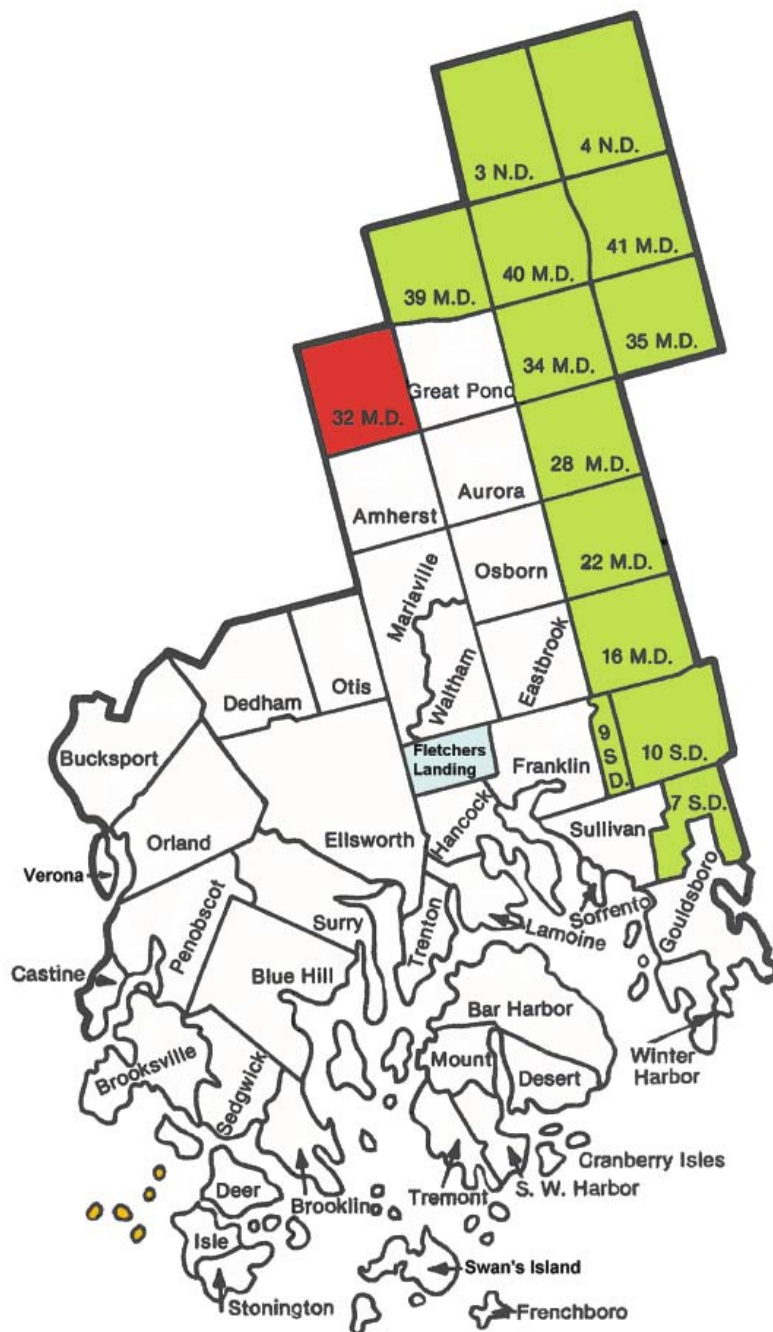 4 N.D.
3 N.D.
41 M.D.
40 M.D.
39 M.D.
35 M.D.
34 M.D.
Great Pond
32 M.D.
28 M.D.
Aurora
Amherst
22 M.D.
Osborn
Mariaville
Waltham
Eastbrook
16 M.D.
Otis
Dedham
Bucksport
Fletchers
Landing
Franklin
9
S
D.
10 S.D.
7 S.D.
Hancock
Sullivan
Orland
Ellsworth
Verona
Penobscot
Surry
Trenton
Lamoine
Sorrento
Gouldsboro
Castine
Blue Hill
Bar Harbor
Winter
Harbor
Brooksville
Sedgwick
Mount
Desert
Cranberry Isles
S. W. Harbor
Tremont
Brooklin
Deer
Isle
Swan's Island
Stonington
Frenchboro